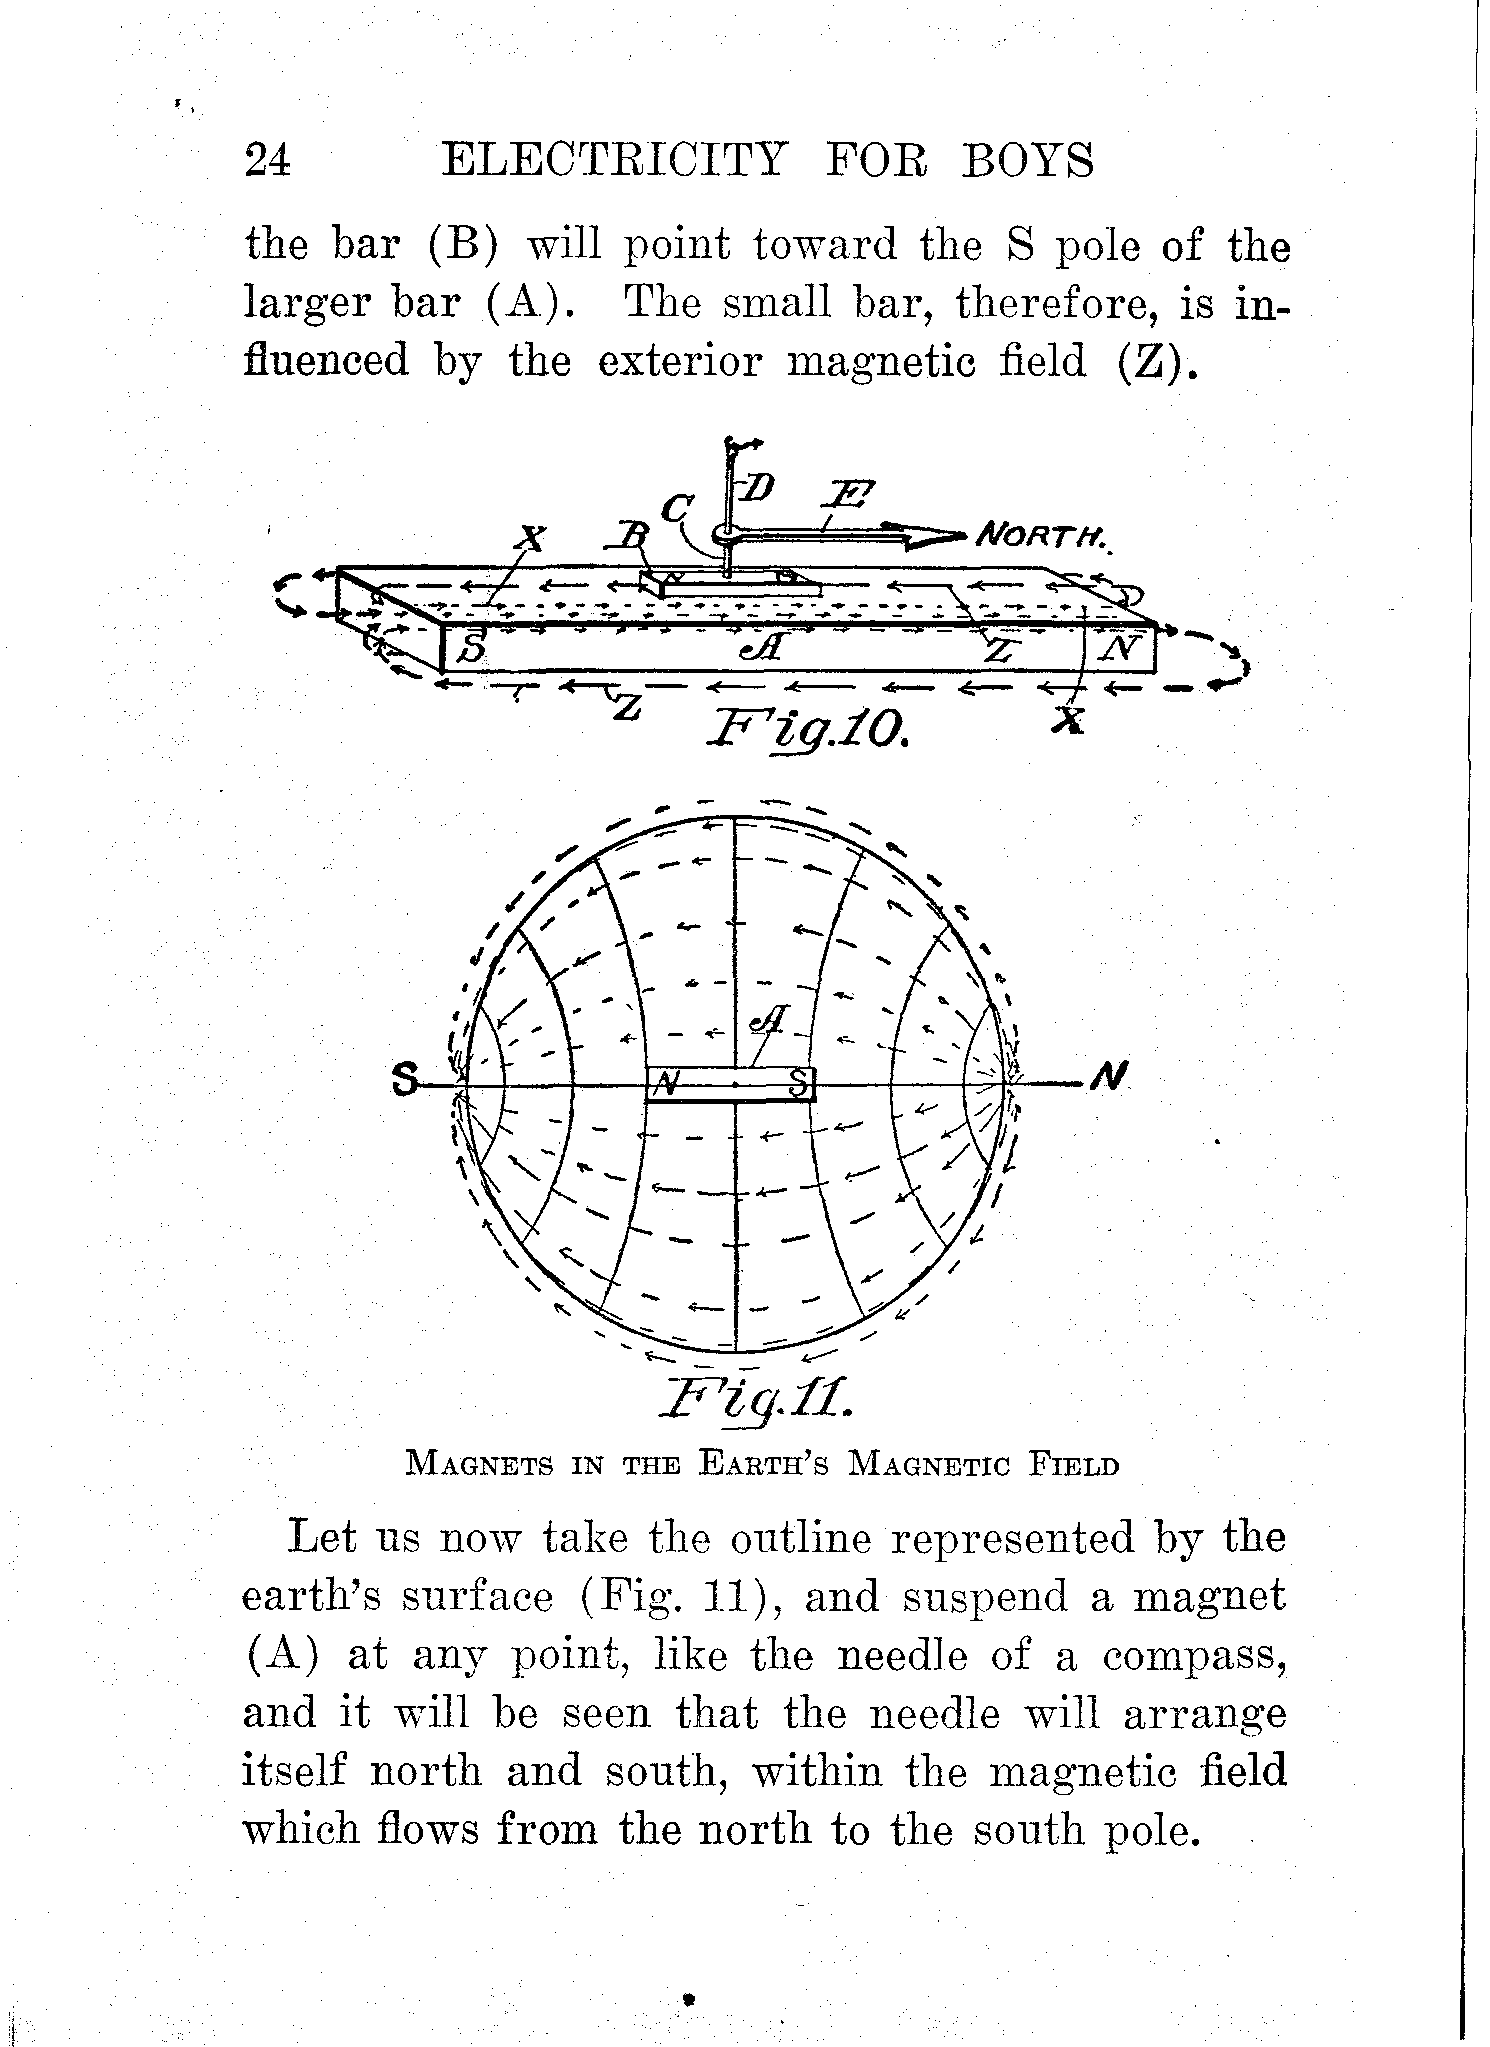 24 ELECTRICITY FOR BOYS
the bar (B) will point toward the S pole of the
larger bar (A). The small bar, therefore, is in-
fluenced by the exterior magnetic field (Z).
D
C
E
X
B
NORTH.
N
S
A
Z
N
Z
X
Fig.10.
A
S
N
S
N
Fig.11.
MAGNETS IN THE EARTH'S MAGNETIC FIELD
Let us now take the outline represented by the
earth's surface (Fig. 11), and suspend a magnet
(A) at any point, like the needle of a compass,
and it will be seen that the needle will arrange
itself north and south, within the magnetic field
which flows from the north to the south pole.